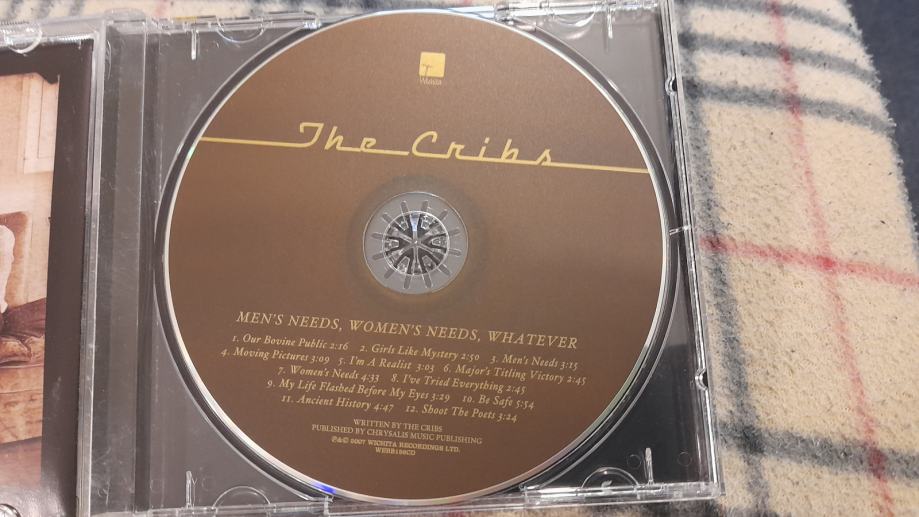 Wichita
The Cribs
MEN'S NEEDS, WOMEN'S NEEDS, WHATEVER
1. Our Bovine Public 2:16 2. Girls Like Mystery 2:50 3. Men's Needs 3:15
4. Moving Pictures 3:09 5. I'm A Realist 3:03 6. Major's Titling Victory 2:45
7. Women's Needs 4:33 8. I've Tried Everything 2:45
9. My Life Flashed Before My Eyes 3:29 10. Be Safe 5:54
11. Ancient History 4:47 12. Shoot The Poets 3:24
WRITTEN BY THE CRIBS
PUBLISHED BY CHRYSALIS MUSIC PUBLISHING
℗&© 2007 WICHITA RECORDINGS LTD.
WEBB130CD